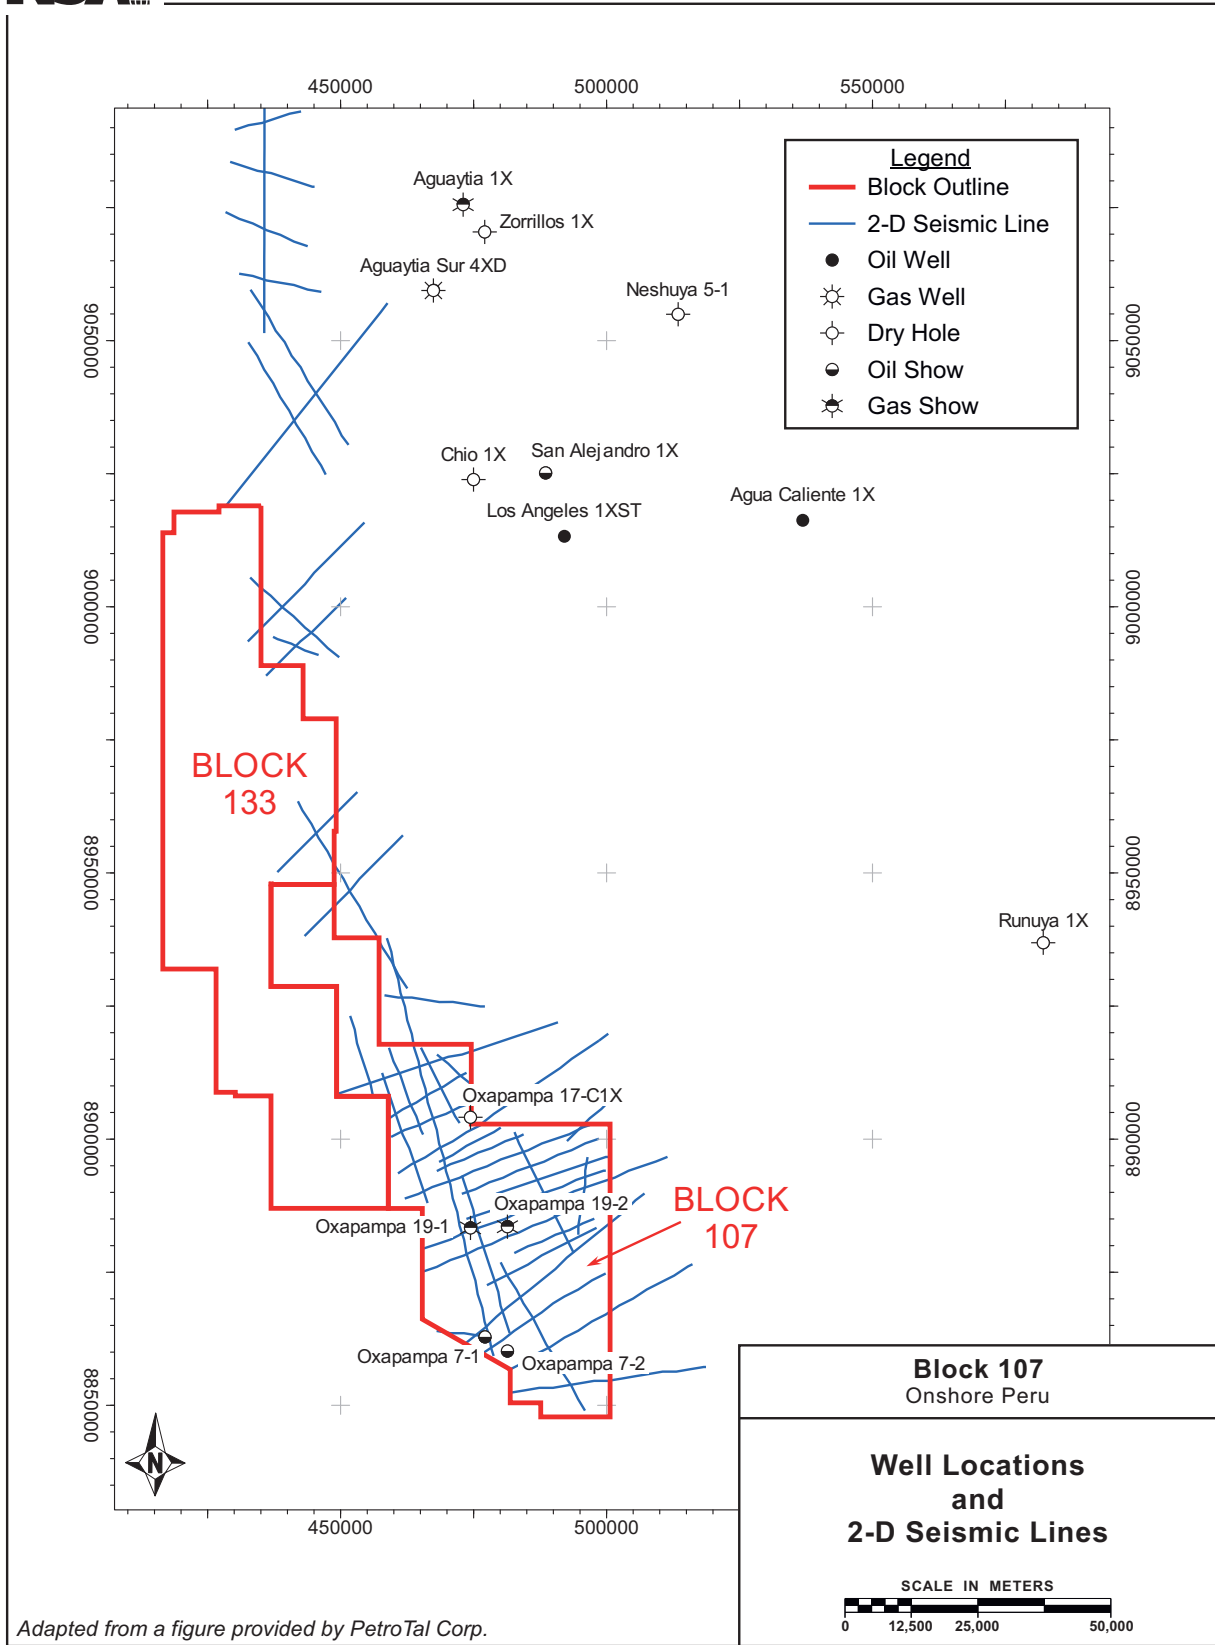 450000
500000
550000
Legend
Block Outline
2-D Seismic Line
Oil Well
Gas Well
Dry Hole
Oil Show
Gas Show
Aguaytia 1X
Zorrillos 1X
Aguaytia Sur 4XD
Neshuya 5-1
9050000
9050000
Chio 1X
San Alejandro 1X
Los Angeles 1XST
Agua Caliente 1X
9000000
9000000
BLOCK
133
8950000
8950000
Runuya 1X
Oxapampa 17-C1X
8900000
8900000
Oxapampa 19-2
Oxapampa 19-1
BLOCK
107
Oxapampa 7-1
Oxapampa 7-2
8850000
N
450000
500000
Block 107
Onshore Peru
Well Locations
and
2-D Seismic Lines
SCALE IN METERS
0 12,500 25,000 50,000
Adapted from a figure provided by PetroTal Corp.